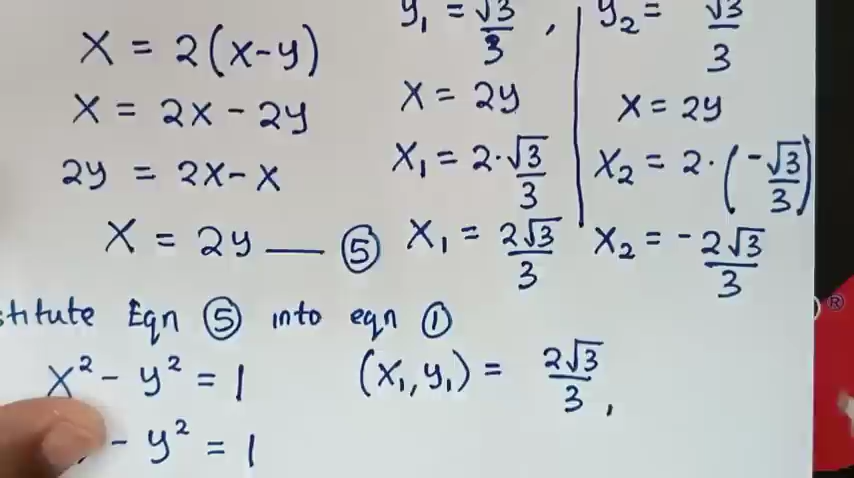 x = 2(x-y)
x = 2x - 2y
2y = 2x - x
x = 2y — ⑤
stitute Eqn ⑤ into eqn ①
x² - y² = 1
- y² = 1
y₁ = √3/3 ,
x = 2y
x₁ = 2·√3/3
x₁ = 2√3/3
y₂ = √3/3
x = 2y
x₂ = 2·(-√3/3)
x₂ = -2√3/3
(x₁, y₁) = 2√3/3 ,
®